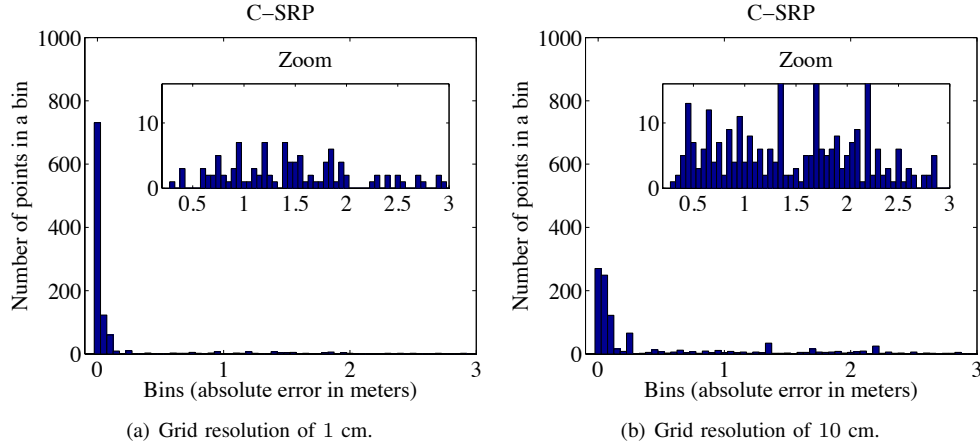 C−SRP
1000
800
600
400
200
0
Number of points in a bin
Zoom
10
0
0.5 1 1.5 2 2.5 3
0 1 2 3
Bins (absolute error in meters)
(a) Grid resolution of 1 cm.
C−SRP
1000
800
600
400
200
0
Number of points in a bin
Zoom
10
0
0.5 1 1.5 2 2.5 3
0 1 2 3
Bins (absolute error in meters)
(b) Grid resolution of 10 cm.